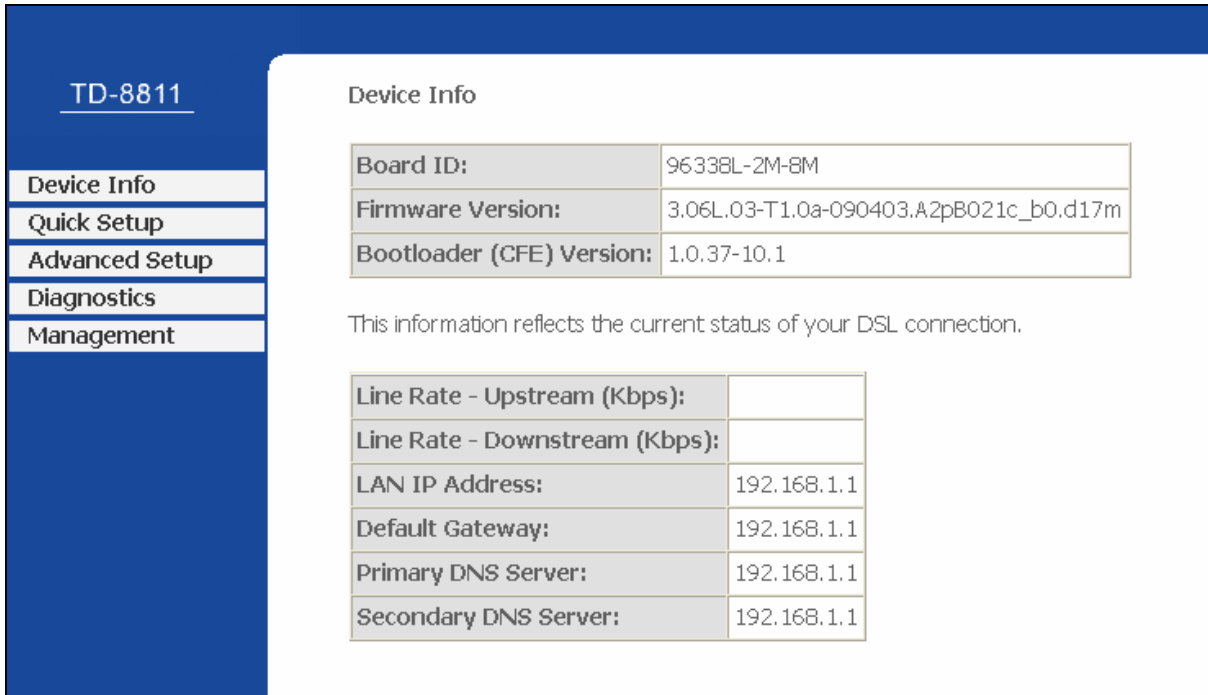 TD-8811
Device Info
Quick Setup
Advanced Setup
Diagnostics
Management
Device Info
Board ID: 96338L-2M-8M
Firmware Version: 3.06L.03-T1.0a-090403.A2pB021c_b0.d17m
Bootloader (CFE) Version: 1.0.37-10.1
This information reflects the current status of your DSL connection.
Line Rate - Upstream (Kbps):
Line Rate - Downstream (Kbps):
LAN IP Address: 192.168.1.1
Default Gateway: 192.168.1.1
Primary DNS Server: 192.168.1.1
Secondary DNS Server: 192.168.1.1